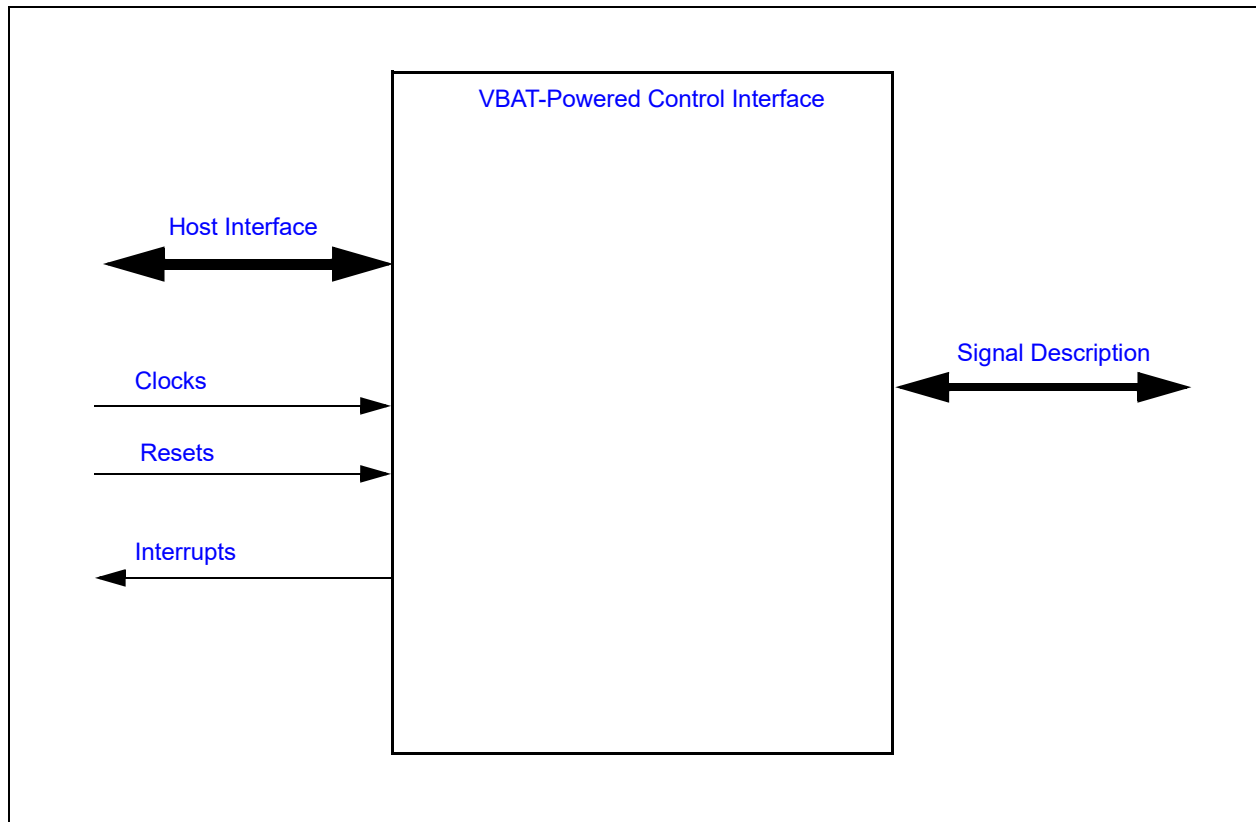 VBAT-Powered Control Interface
Host Interface
Signal Description
Clocks
Resets
Interrupts